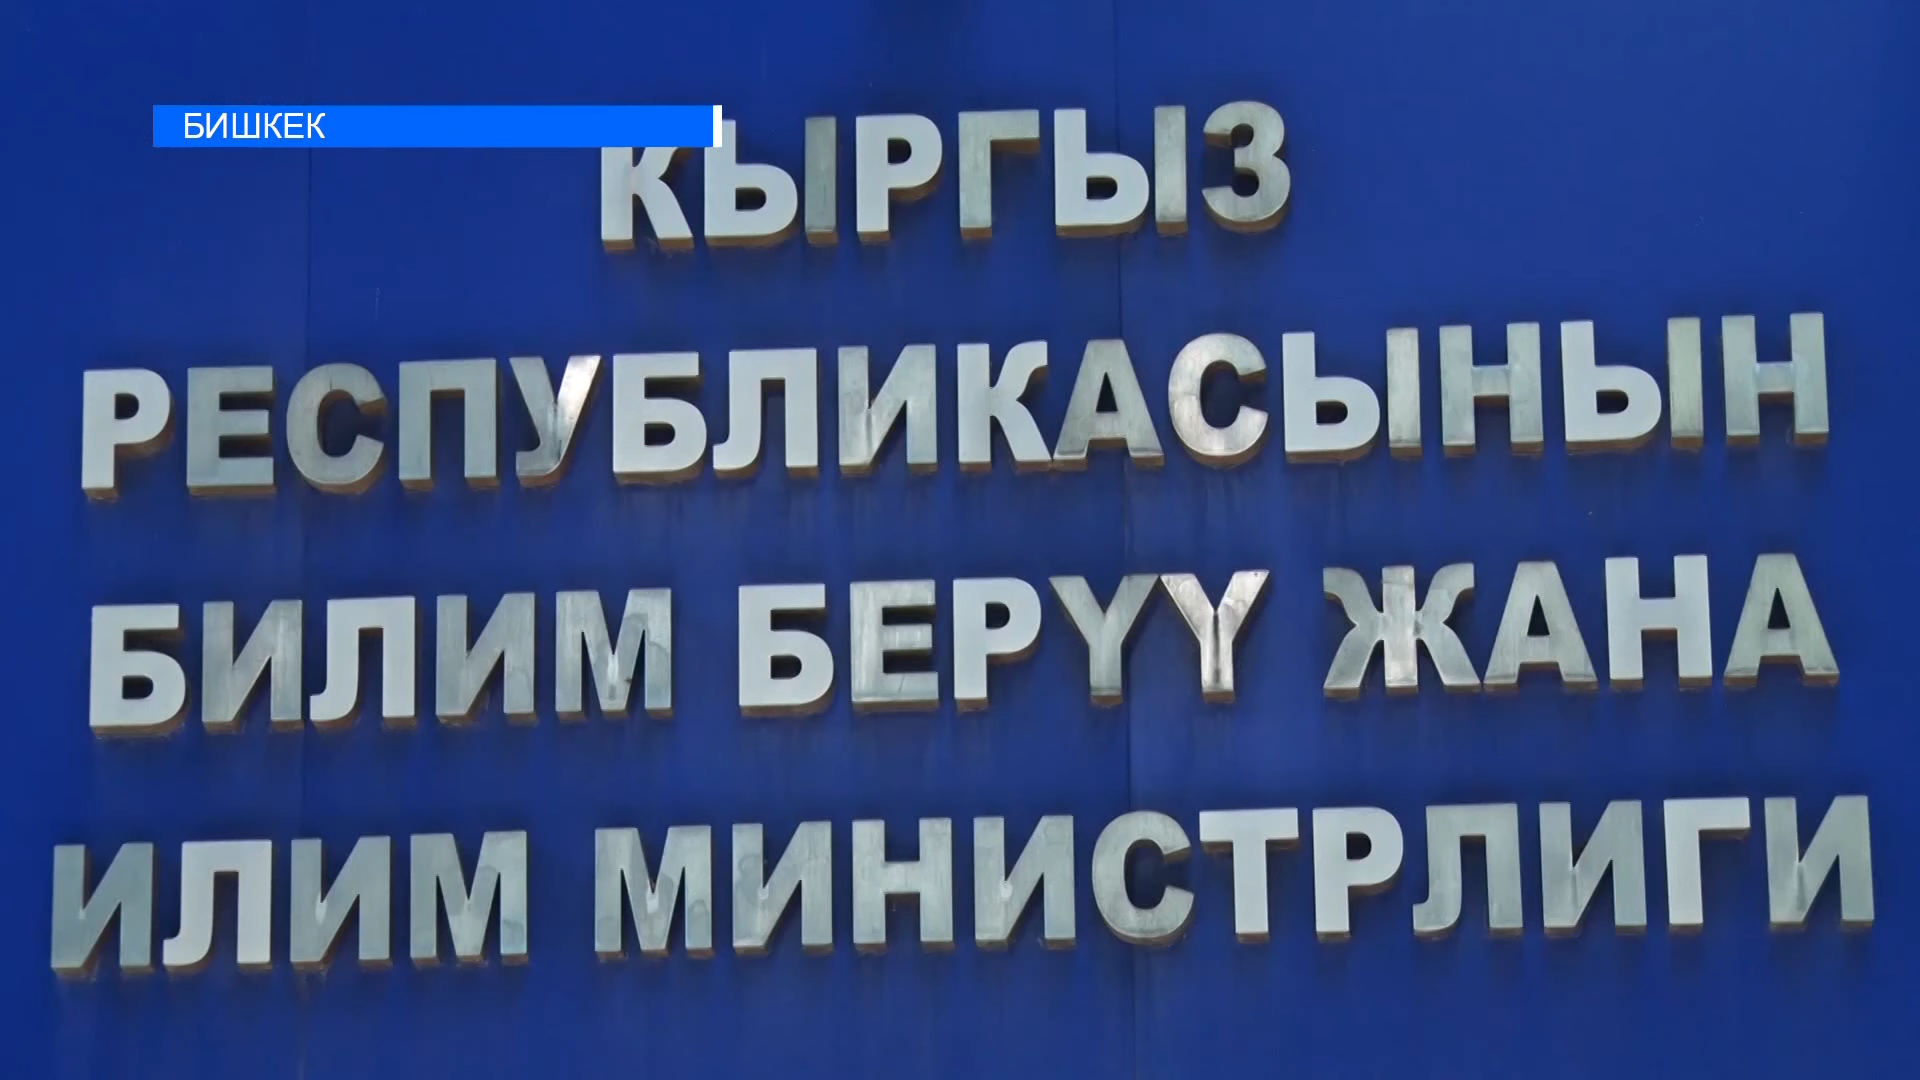 БИШКЕК
КЫРГЫЗ
РЕСПУБЛИКАСЫНЫН
БИЛИМ БЕРҮҮ ЖАНА
ИЛИМ МИНИСТРЛИГИ